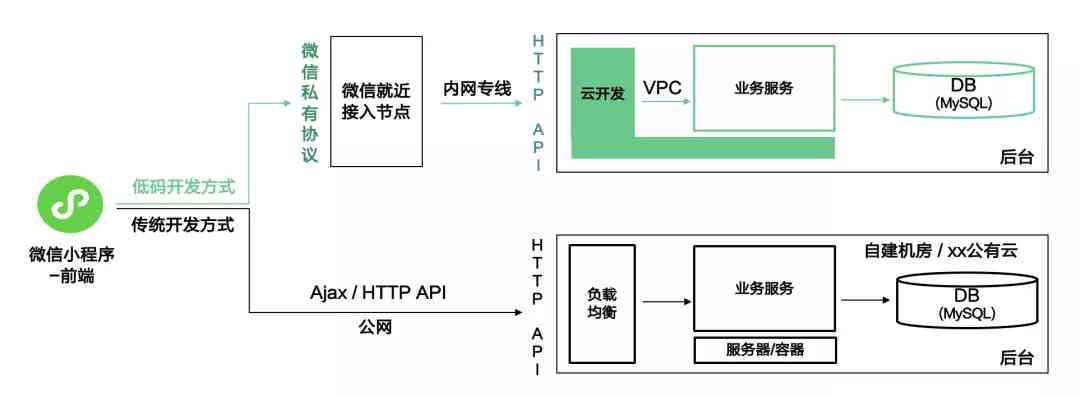 微信私有协议
微信就近
接入节点
内网专线
HTTP API
云开发
VPC
业务服务
DB
(MySQL)
后台
低码开发方式
传统开发方式
微信小程序
-前端
Ajax / HTTP API
公网
HTTP API
负载
均衡
业务服务
服务器/容器
自建机房 / xx公有云
DB
(MySQL)
后台